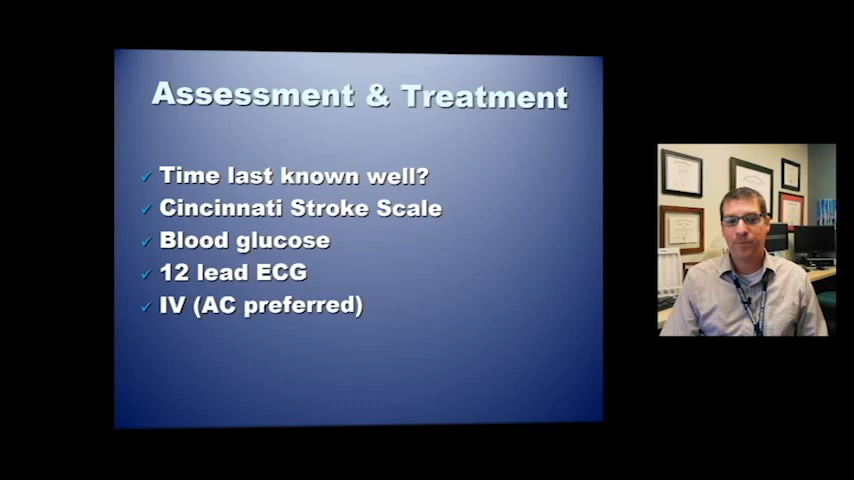 Assessment & Treatment
Time last known well?
Cincinnati Stroke Scale
Blood glucose
12 lead ECG
IV (AC preferred)